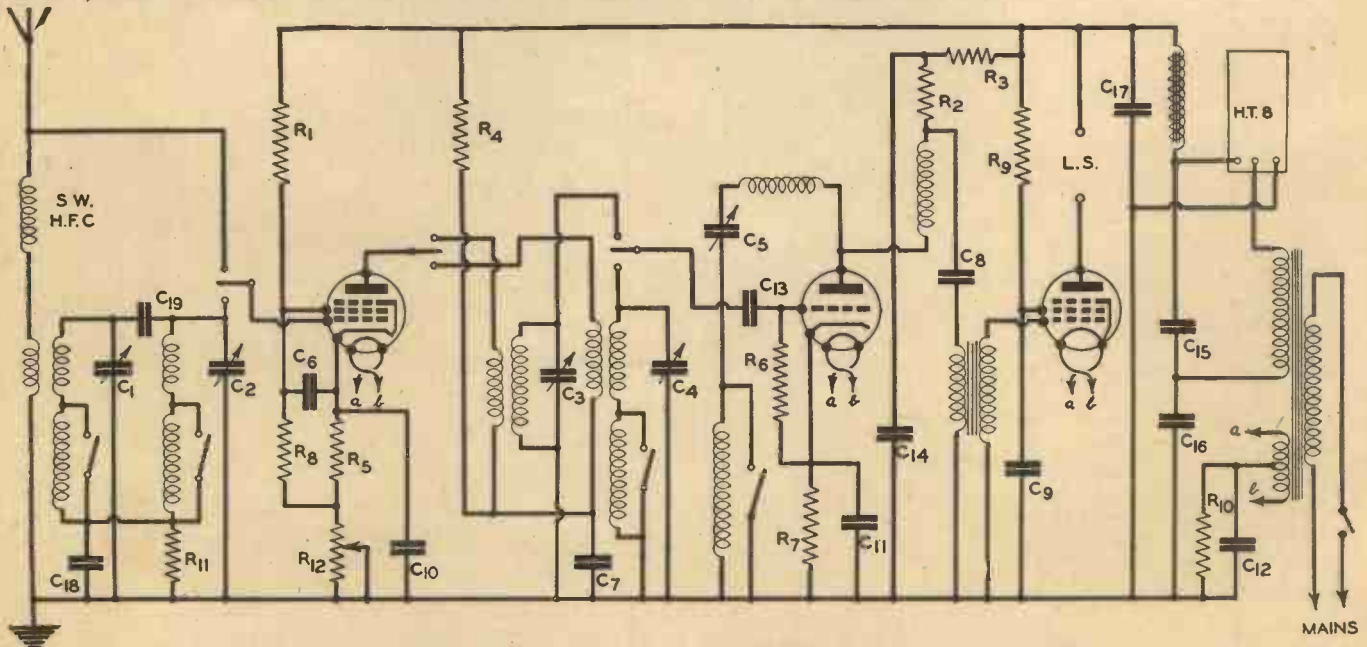 R1
R4
R3
R2
C17
H.T. 8
S.W.
H.F.C
R9
L.S.
C5
C8
C19
C13
C15
C1
C2
C6
R6
C3
C4
a b
a b
a b
C16
a
R8
R5
C14
C9
b
R10
R11
R7
C11
C18
R12
C10
C7
C12
MAINS